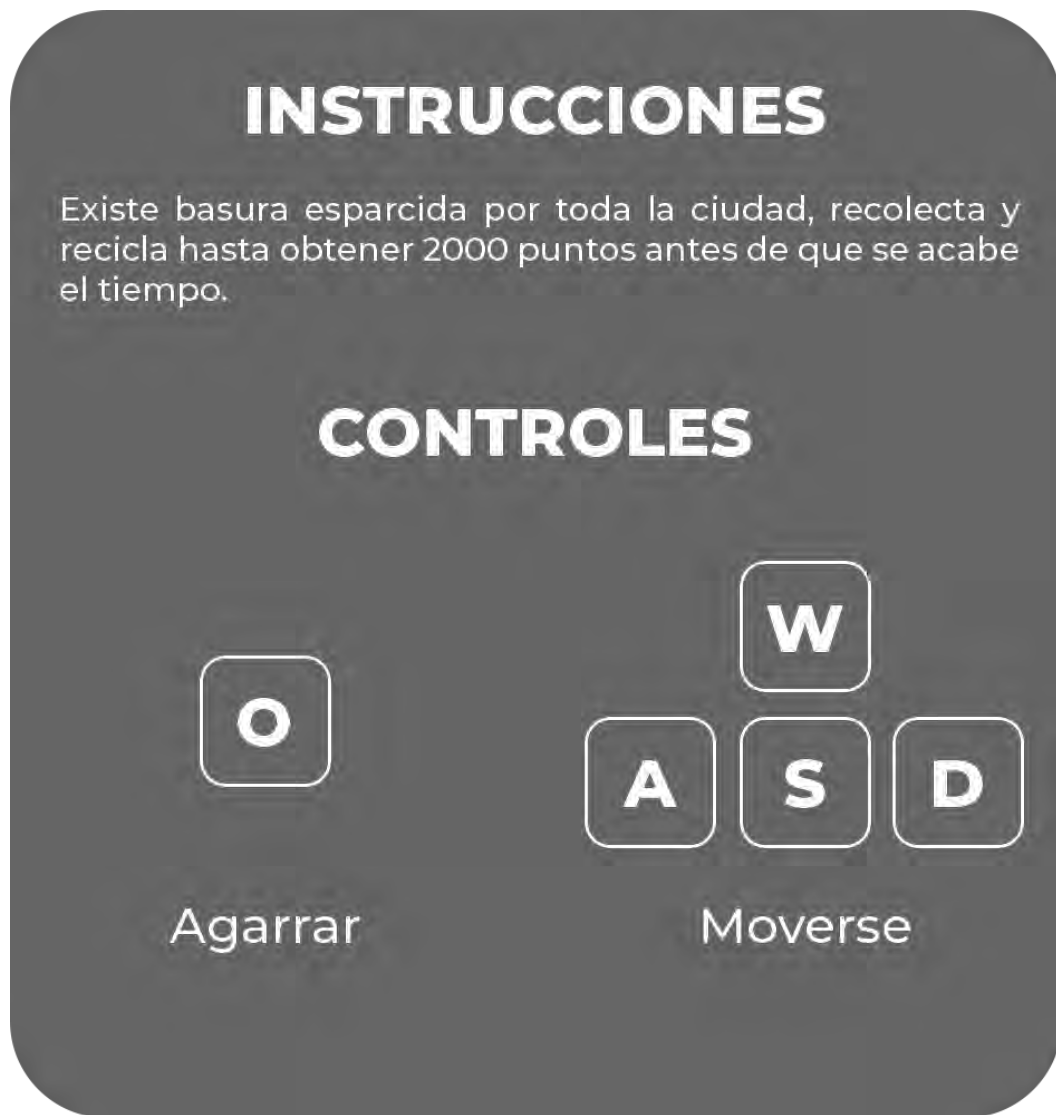 INSTRUCCIONES
Existe basura esparcida por toda la ciudad, recolecta y
recicla hasta obtener 2000 puntos antes de que se acabe
el tiempo.
CONTROLES
W
O
A S D
Agarrar Moverse